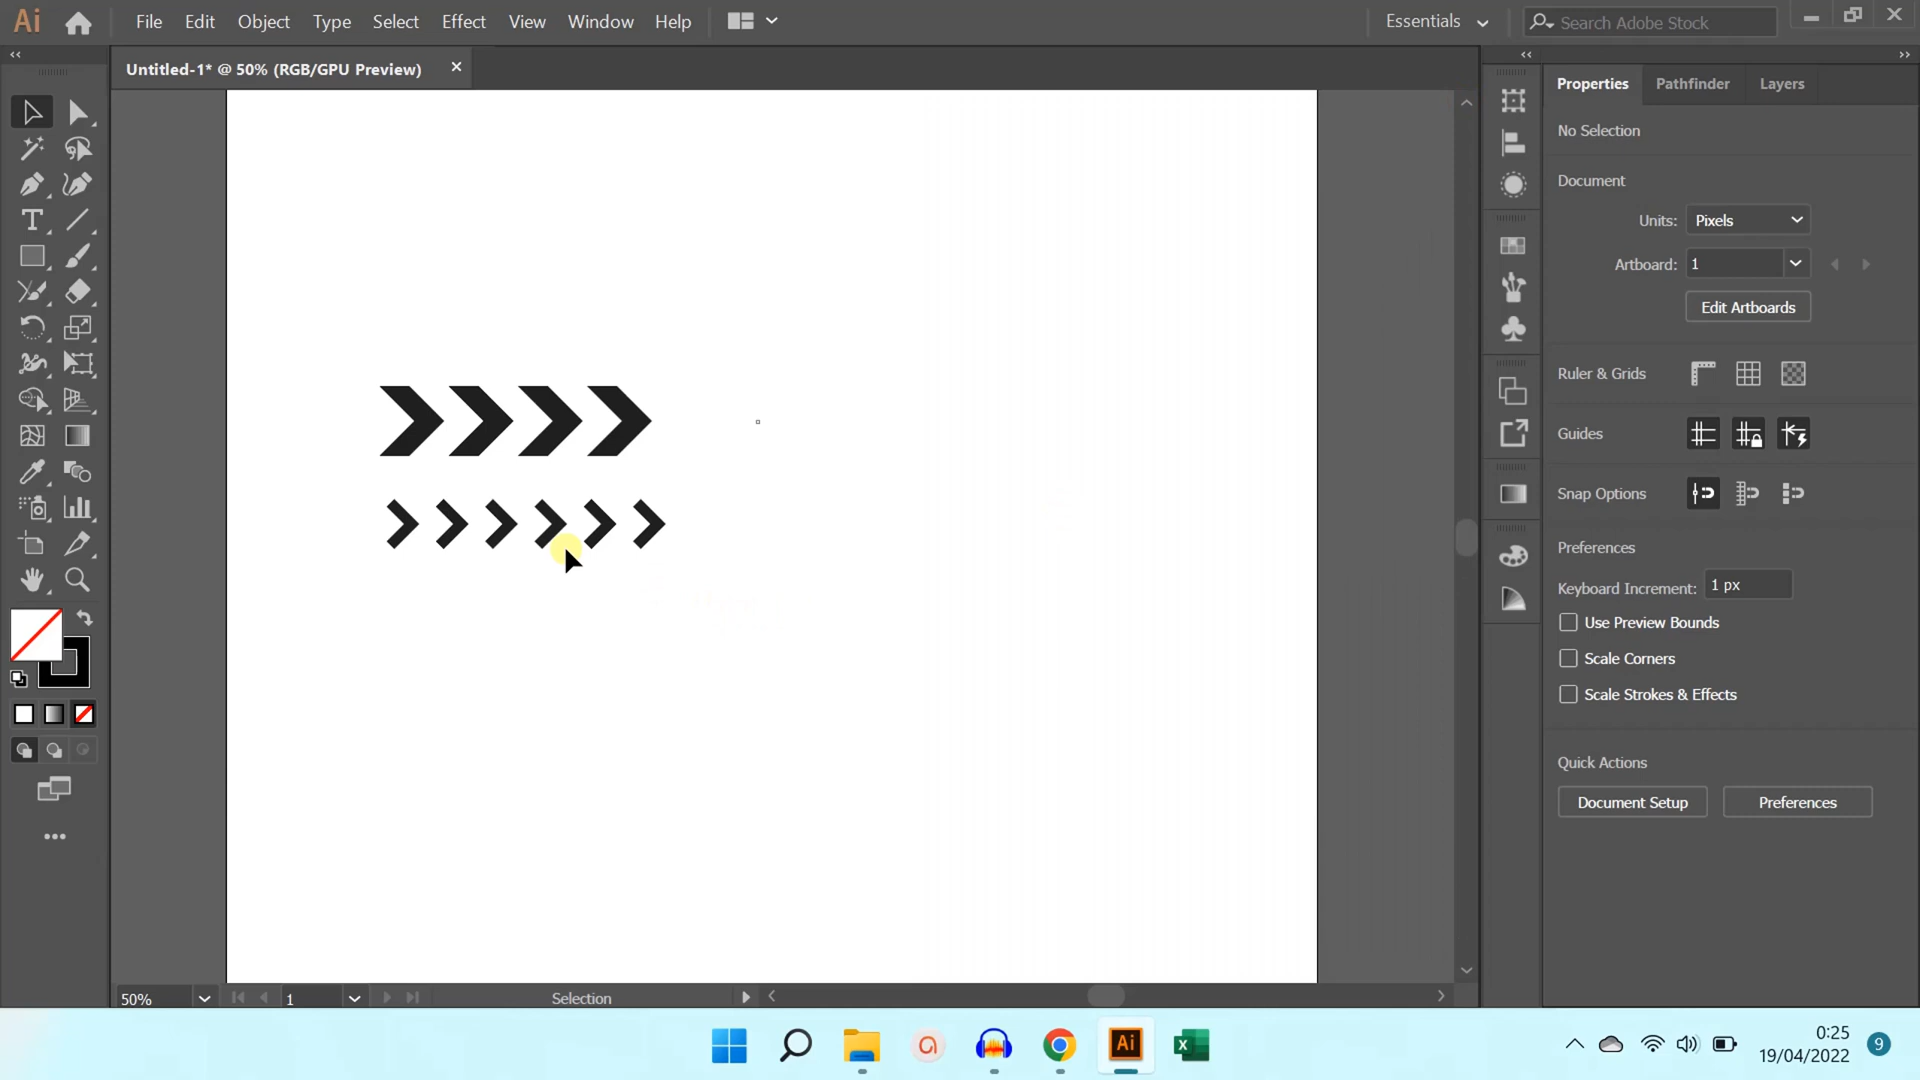 Ai File Edit Object Type Select Effect View Window Help Essentials Search Adobe Stock
Untitled-1* @ 50% (RGB/GPU Preview)
Properties Pathfinder Layers
No Selection
Document
Units: Pixels
Artboard: 1
Edit Artboards
Ruler & Grids
Guides
Snap Options
Preferences
Keyboard Increment: 1 px
Use Preview Bounds
Scale Corners
Scale Strokes & Effects
Quick Actions
Document Setup Preferences
50% 1 Selection
Ai
0:25
19/04/2022
9